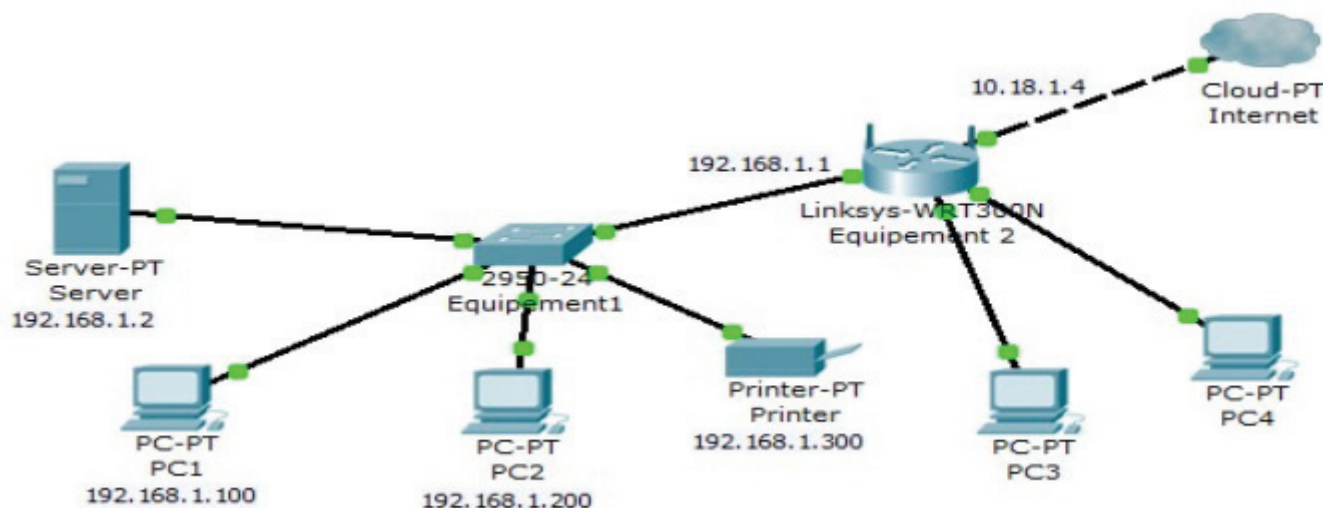 Cloud-PT
Internet
10.18.1.4
192.168.1.1
Linksys-WRT300N
Equipement 2
Server-PT
Server
192.168.1.2
2950-24
Equipement1
Printer-PT
Printer
192.168.1.300
PC-PT
PC1
192.168.1.100
PC-PT
PC2
192.168.1.200
PC-PT
PC3
PC-PT
PC4